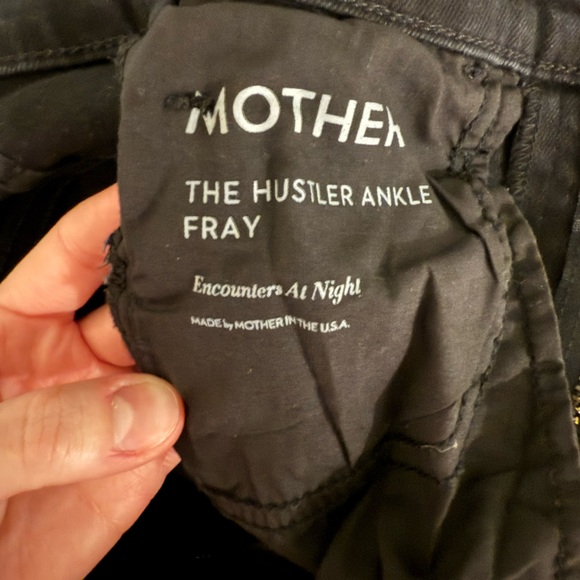 MOTHER
THE HUSTLER ANKLE
FRAY
Encounters At Night
MADE by MOTHER IN THE U.S.A.